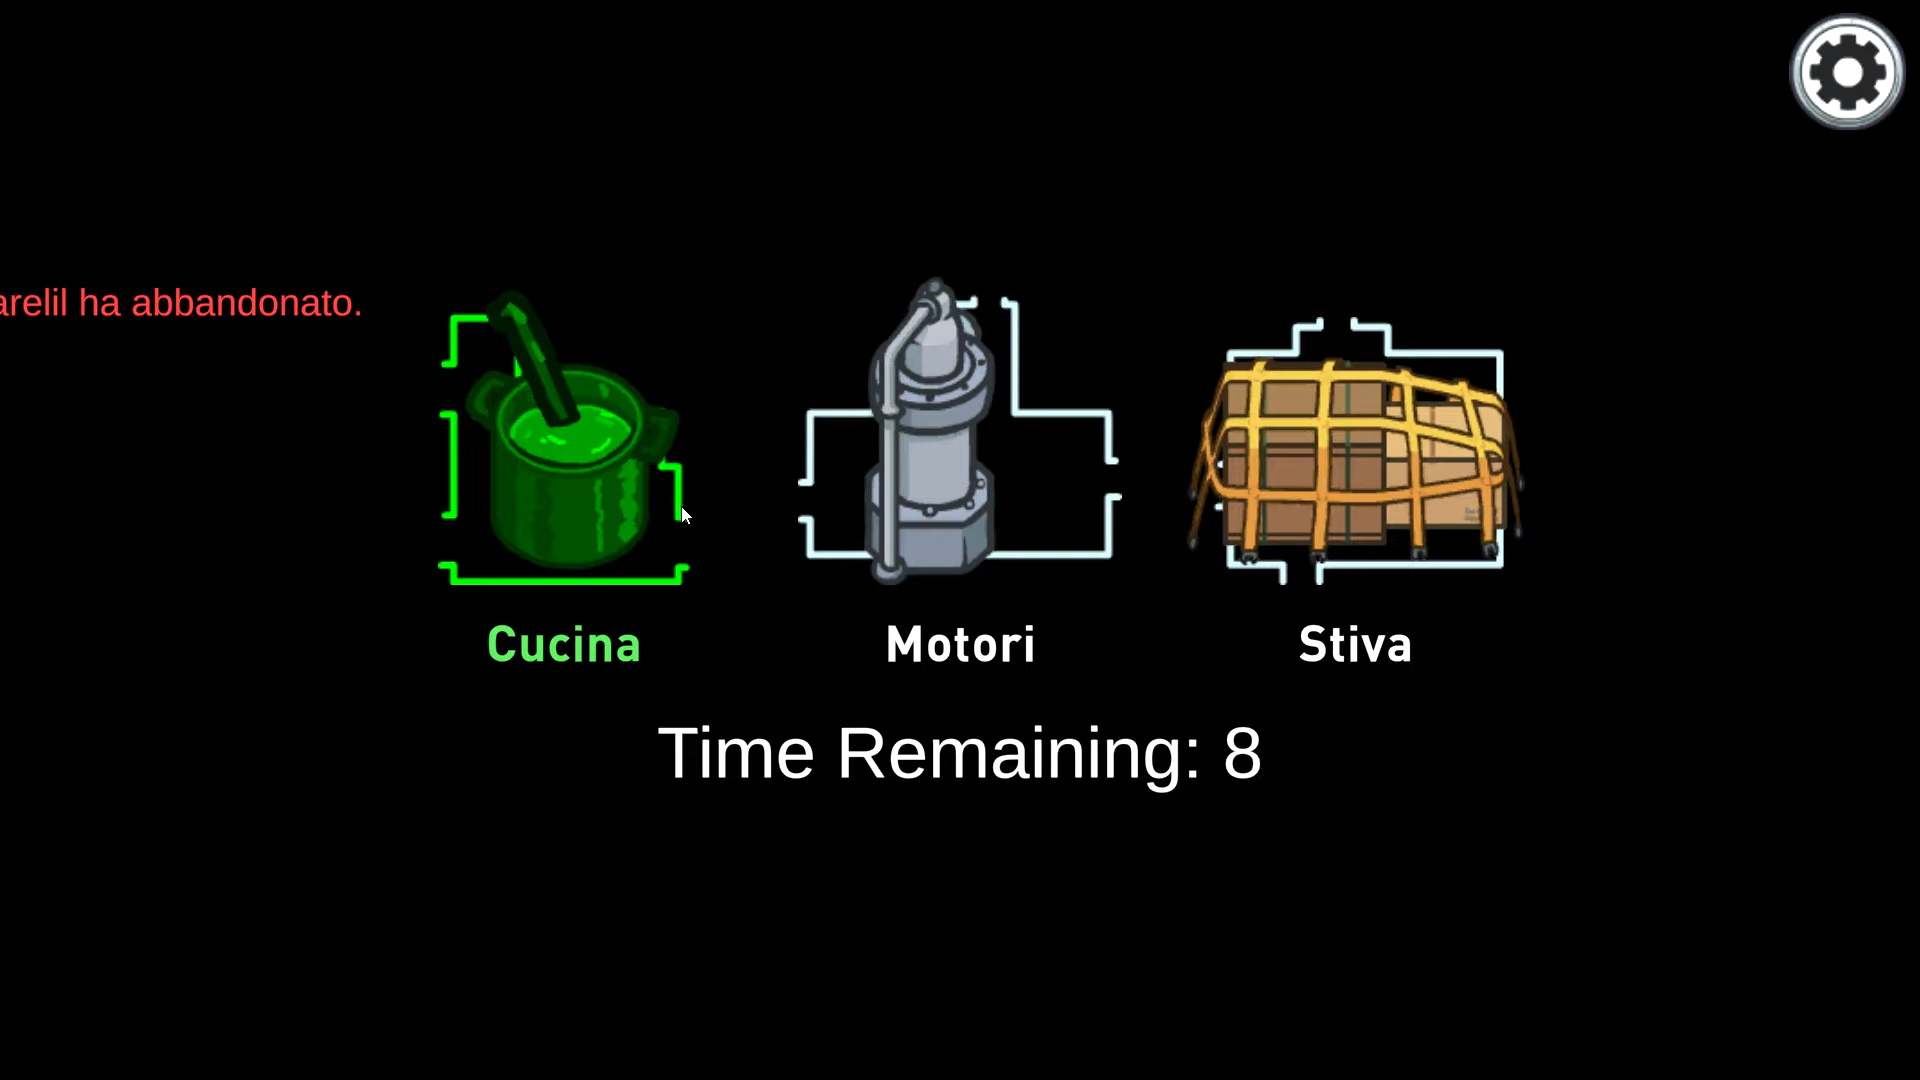 arelil ha abbandonato.
Cucina
Motori
Stiva
Time Remaining: 8